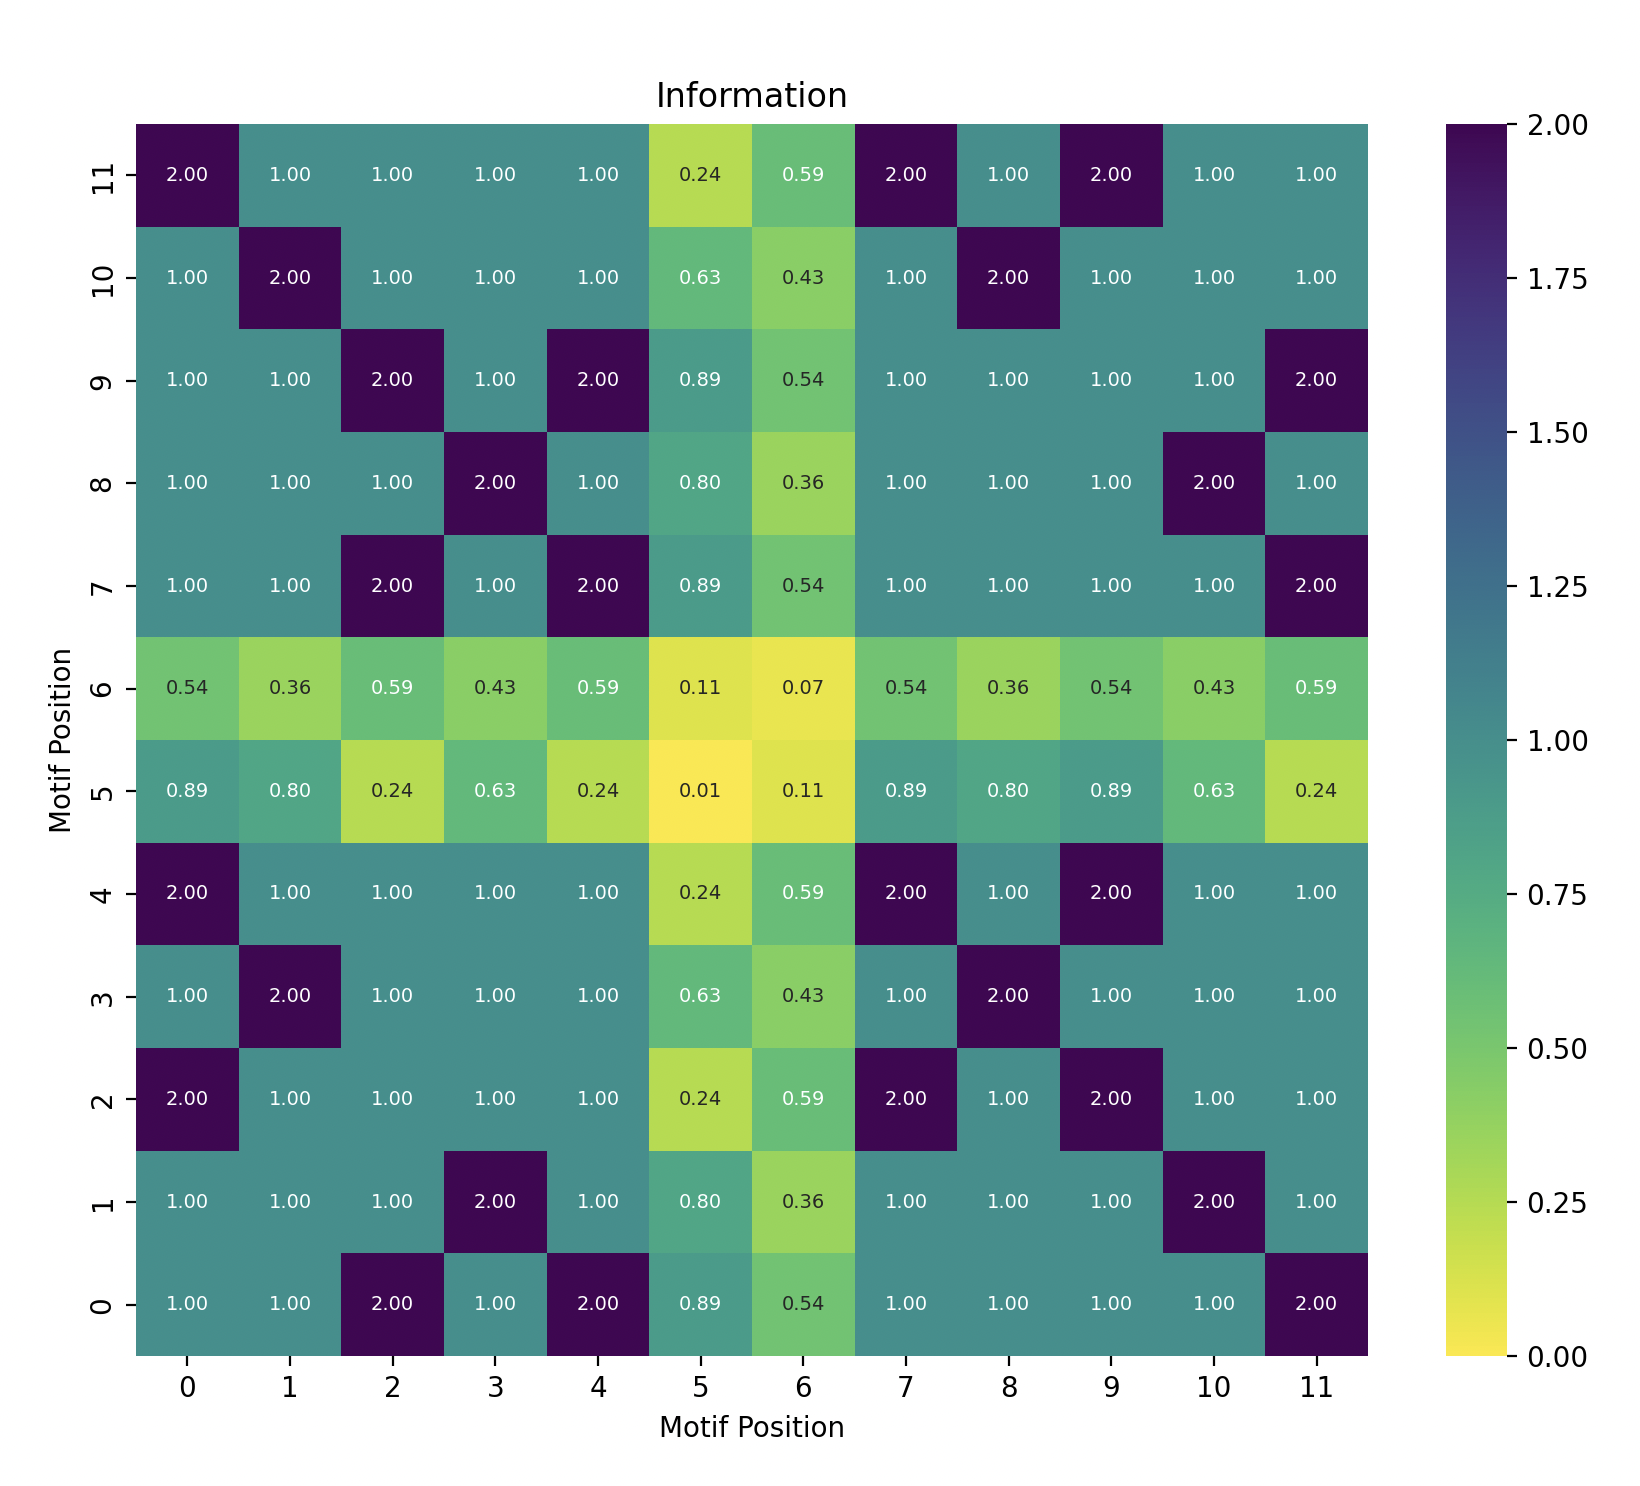 Information
11 2.00 1.00 1.00 1.00 1.00 0.24 0.59 2.00 1.00 2.00 1.00 1.00
10 1.00 2.00 1.00 1.00 1.00 0.63 0.43 1.00 2.00 1.00 1.00 1.00
9 1.00 1.00 2.00 1.00 2.00 0.89 0.54 1.00 1.00 1.00 1.00 2.00
8 1.00 1.00 1.00 2.00 1.00 0.80 0.36 1.00 1.00 1.00 2.00 1.00
7 1.00 1.00 2.00 1.00 2.00 0.89 0.54 1.00 1.00 1.00 1.00 2.00
6 0.54 0.36 0.59 0.43 0.59 0.11 0.07 0.54 0.36 0.54 0.43 0.59
5 0.89 0.80 0.24 0.63 0.24 0.01 0.11 0.89 0.80 0.89 0.63 0.24
4 2.00 1.00 1.00 1.00 1.00 0.24 0.59 2.00 1.00 2.00 1.00 1.00
3 1.00 2.00 1.00 1.00 1.00 0.63 0.43 1.00 2.00 1.00 1.00 1.00
2 2.00 1.00 1.00 1.00 1.00 0.24 0.59 2.00 1.00 2.00 1.00 1.00
1 1.00 1.00 1.00 2.00 1.00 0.80 0.36 1.00 1.00 1.00 2.00 1.00
0 1.00 1.00 2.00 1.00 2.00 0.89 0.54 1.00 1.00 1.00 1.00 2.00
0 1 2 3 4 5 6 7 8 9 10 11
Motif Position
Motif Position
2.00
1.75
1.50
1.25
1.00
0.75
0.50
0.25
0.00